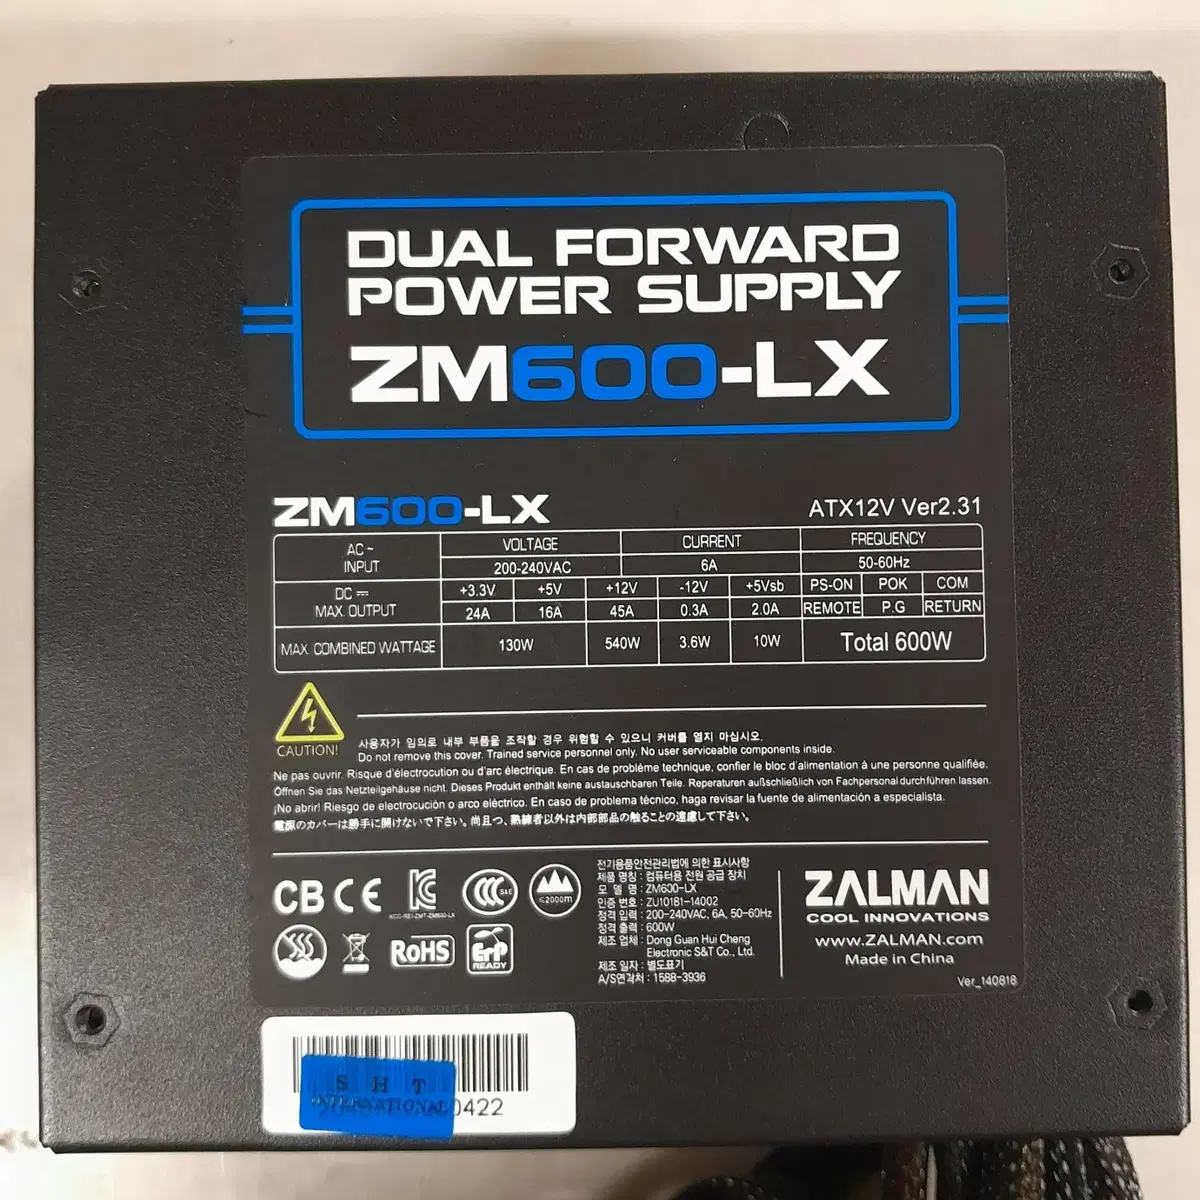 DUAL FORWARD
POWER SUPPLY
ZM600-LX
ZM600-LX
ATX12V Ver2.31
AC ~ INPUT VOLTAGE CURRENT FREQUENCY
200-240VAC 6A 50-60Hz
DC MAX. OUTPUT +3.3V +5V +12V -12V +5Vsb PS-ON POK COM
24A 16A 45A 0.3A 2.0A REMOTE P.G RETURN
MAX. COMBINED WATTAGE 130W 540W 3.6W 10W Total 600W
CAUTION!
사용자가 임의로 내부 부품을 조작할 경우 위험할 수 있으니 커버를 열지 마십시오.
Do not remove this cover. Trained service personnel only. No user serviceable components inside.
Ne pas ouvrir. Risque d'électrocution ou d'arc électrique. En cas de problème technique, confier le bloc d'alimentation à une personne qualifiée.
Öffnen Sie das Netzteilgehäuse nicht. Dieses Produkt enthält keine austauschbaren Teile. Reperaturen außschließlich von Fachpersonal durchführen lassen.
¡No abrir! Riesgo de electrocución o arco eléctrico. En caso de problema técnico, haga revisar la fuente de alimentación a especialista.
電源のカバーは勝手に開けないで下さい。尚且つ、熟練者以外は内部部品の触ることの遠慮して下さい。
CB CE
KCC-REI-ZMT-ZM600-LX
CCC S&E
≤2000m
RoHS
ErP
READY
전기용품안전관리법에 의한 표시사항
제품 명칭 : 컴퓨터용 전원 공급 장치
모 델 명 : ZM600-LX
인증 번호 : ZU10181-14002
정격 입력 : 200-240VAC, 6A, 50-60Hz
정격 출력 : 600W
제조 업체 : Dong Guan Hui Cheng
Electronic S&T Co., Ltd.
제조 일자 : 별도표기
A/S연락처 : 1588-3936
ZALMAN
COOL INNOVATIONS
www.ZALMAN.com
Made in China
Ver_140818
S H T
INTERNATIONAL
0422